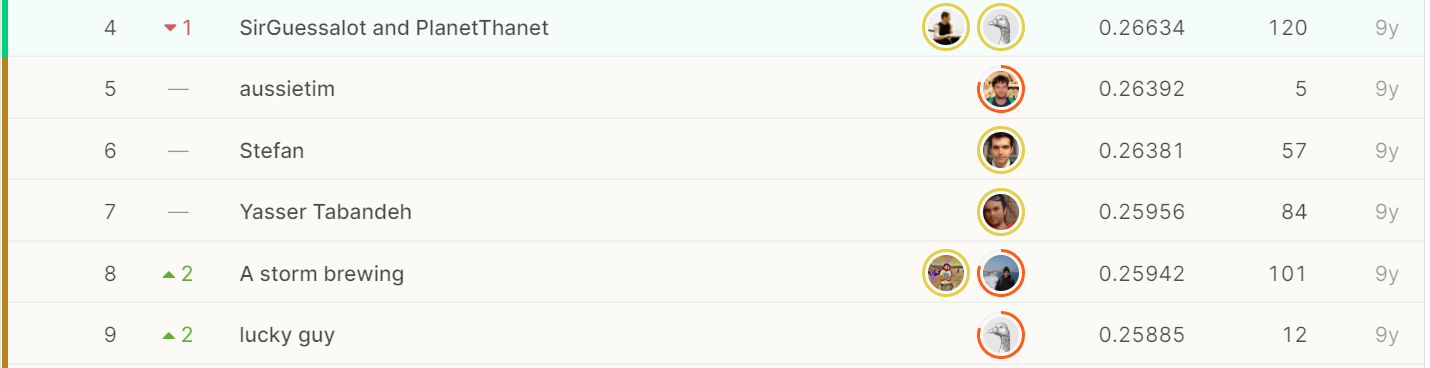 4 1 SirGuessalot and PlanetThanet 0.26634 120 9y
5 — aussietim 0.26392 5 9y
6 — Stefan 0.26381 57 9y
7 — Yasser Tabandeh 0.25956 84 9y
8 2 A storm brewing 0.25942 101 9y
9 2 lucky guy 0.25885 12 9y